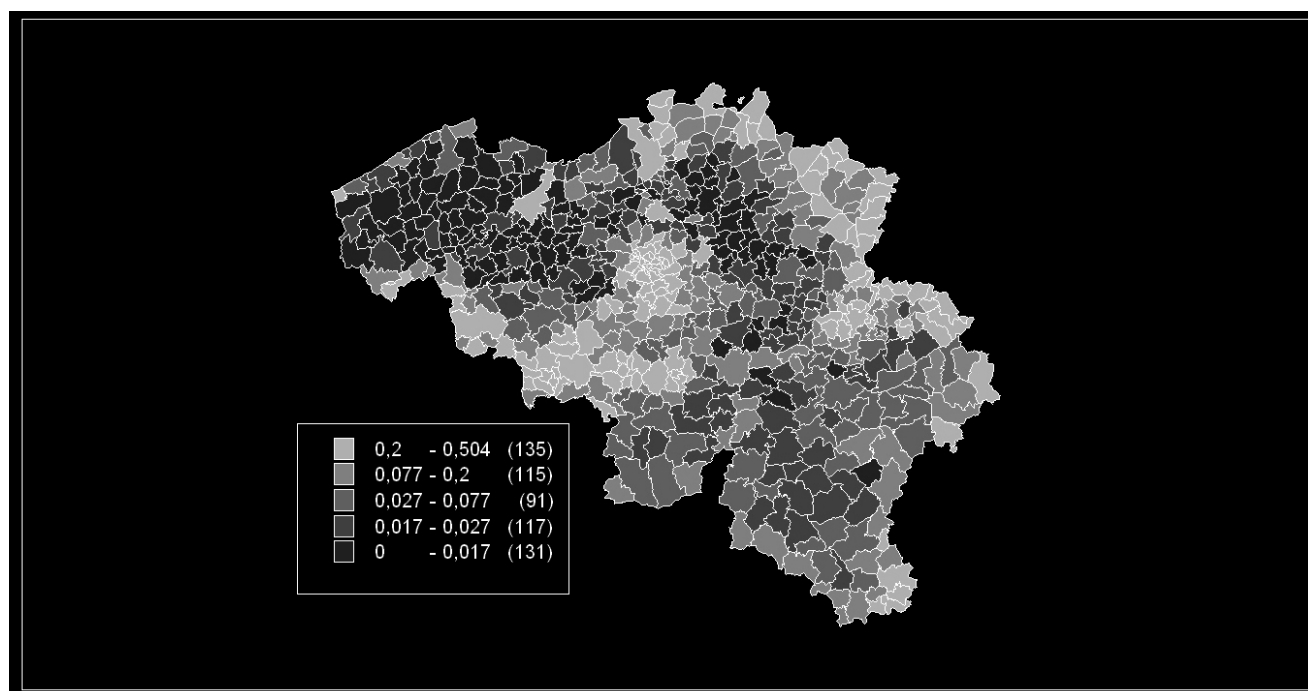 0,2 - 0,504 (135)
0,077 - 0,2 (115)
0,027 - 0,077 (91)
0,017 - 0,027 (117)
0 - 0,017 (131)